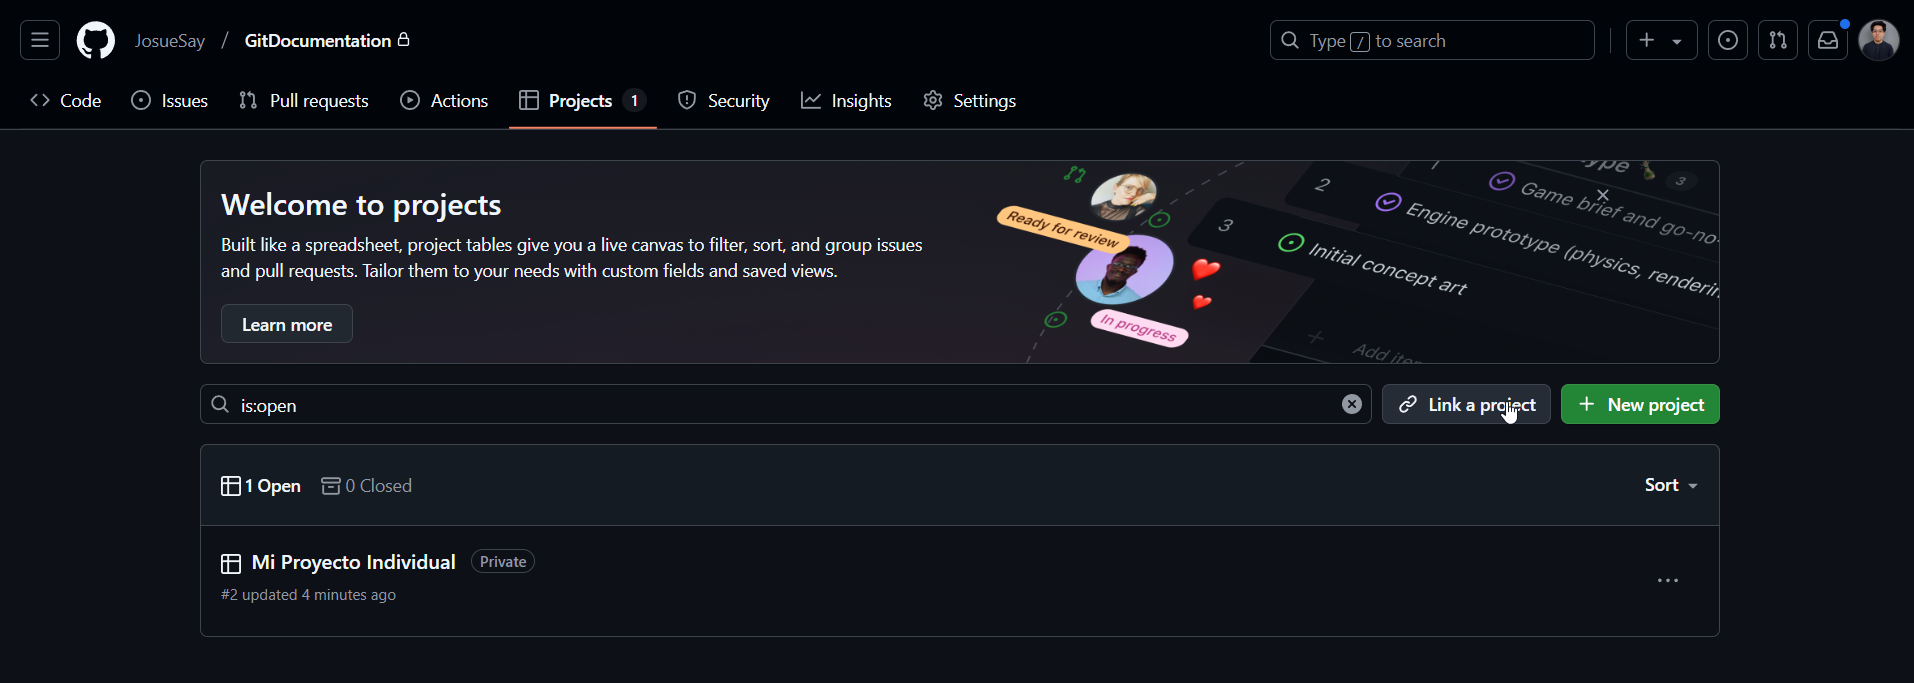 JosueSay / GitDocumentation
Type / to search
Code
Issues
Pull requests
Actions
Projects 1
Security
Insights
Settings
Welcome to projects
Built like a spreadsheet, project tables give you a live canvas to filter, sort, and group issues
and pull requests. Tailor them to your needs with custom fields and saved views.
Learn more
Ready for review
In progress
3
2 Game brief and go-no-
Engine prototype (physics, renderin
3 Initial concept art
+ Add ite
is:open
Link a project
New project
1 Open
0 Closed
Sort
Mi Proyecto Individual Private
#2 updated 4 minutes ago